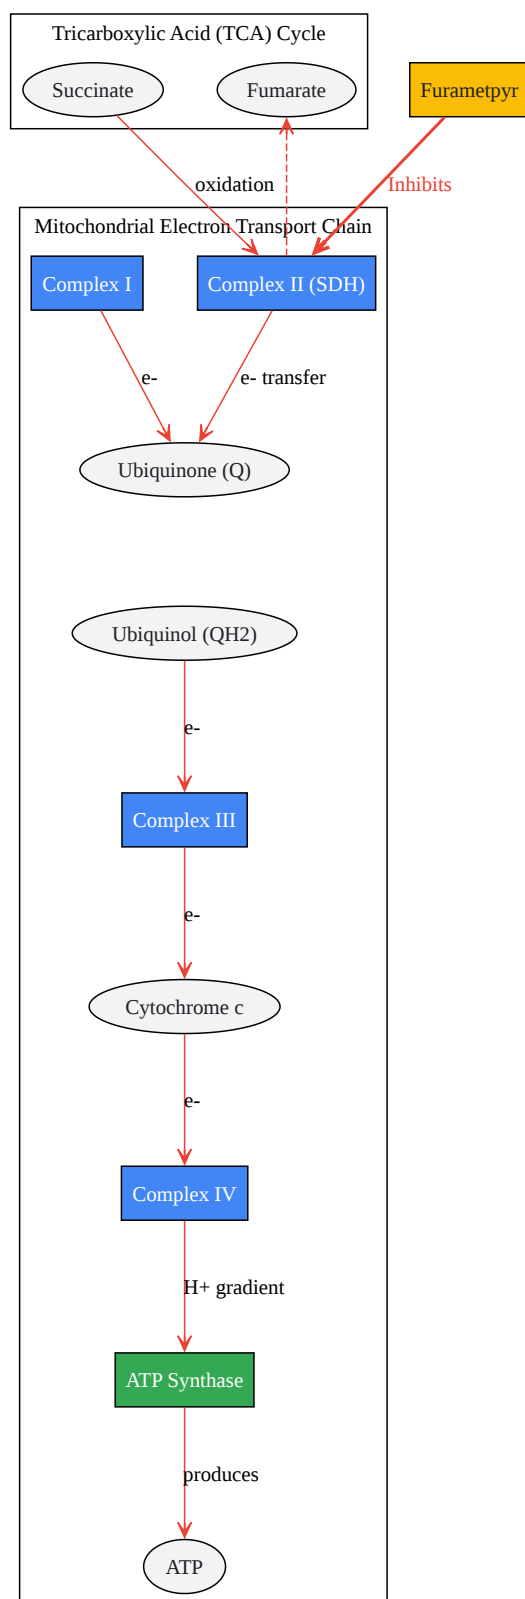 Tricarboxylic Acid (TCA) Cycle
Succinate
Fumarate
Furametpyr
oxidation
Inhibits
Mitochondrial Electron Transport Chain
Complex I
Complex II (SDH)
e-
e- transfer
Ubiquinone (Q)
Ubiquinol (QH2)
e-
Complex III
e-
Cytochrome c
e-
Complex IV
H+ gradient
ATP Synthase
produces
ATP